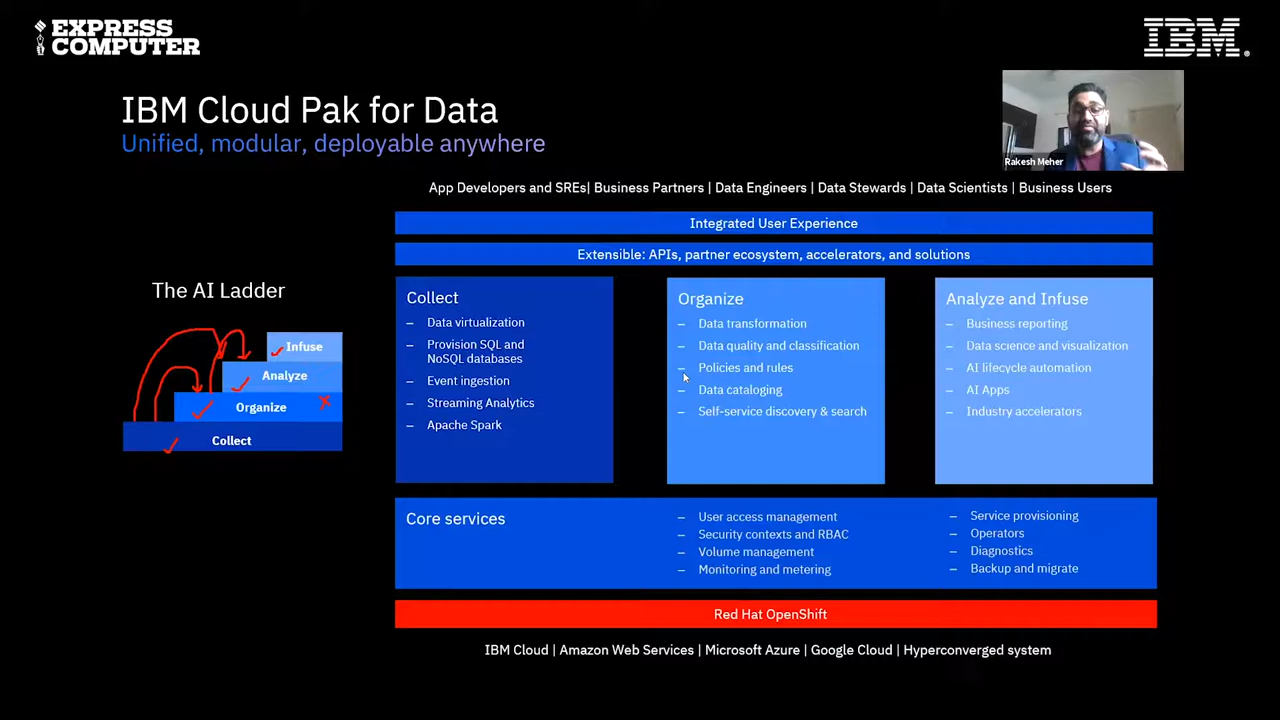 EXPRESS
COMPUTER
IBM®
IBM Cloud Pak for Data
Unified, modular, deployable anywhere
Rakesh Meher
App Developers and SREs| Business Partners | Data Engineers | Data Stewards | Data Scientists | Business Users
Integrated User Experience
Extensible: APIs, partner ecosystem, accelerators, and solutions
The AI Ladder
Infuse
Analyze
Organize
Collect
Collect
– Data virtualization
– Provision SQL and
NoSQL databases
– Event ingestion
– Streaming Analytics
– Apache Spark
Organize
– Data transformation
– Data quality and classification
– Policies and rules
– Data cataloging
– Self-service discovery & search
Analyze and Infuse
– Business reporting
– Data science and visualization
– AI lifecycle automation
– AI Apps
– Industry accelerators
Core services
– User access management
– Security contexts and RBAC
– Volume management
– Monitoring and metering
– Service provisioning
– Operators
– Diagnostics
– Backup and migrate
Red Hat OpenShift
IBM Cloud | Amazon Web Services | Microsoft Azure | Google Cloud | Hyperconverged system